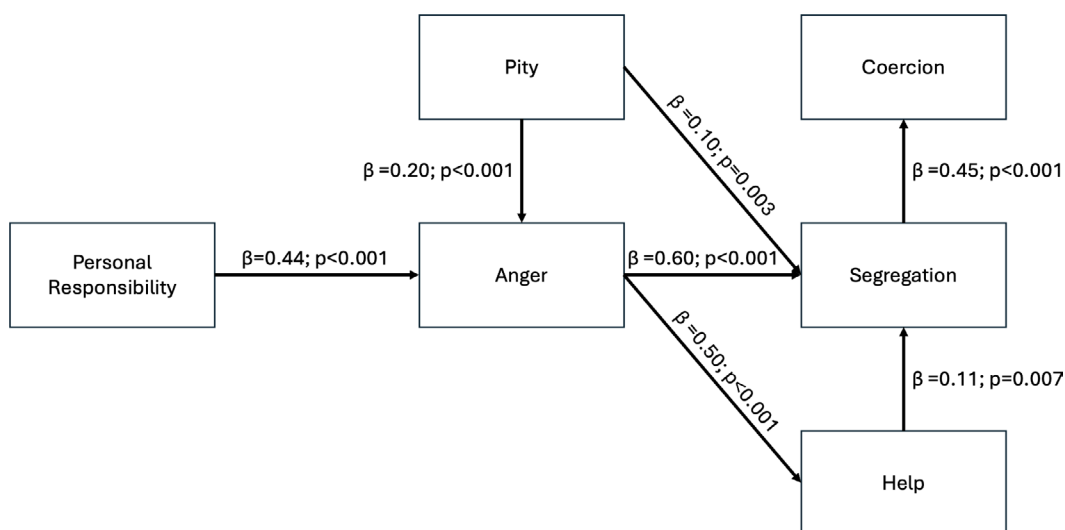 Pity
Coercion
β =0.10; p=0.003
β =0.20; p<0.001
β =0.45; p<0.001
Personal
Responsibility
β=0.44; p<0.001
Anger
β =0.60; p<0.001
Segregation
β =0.50; p<0.001
β =0.11; p=0.007
Help